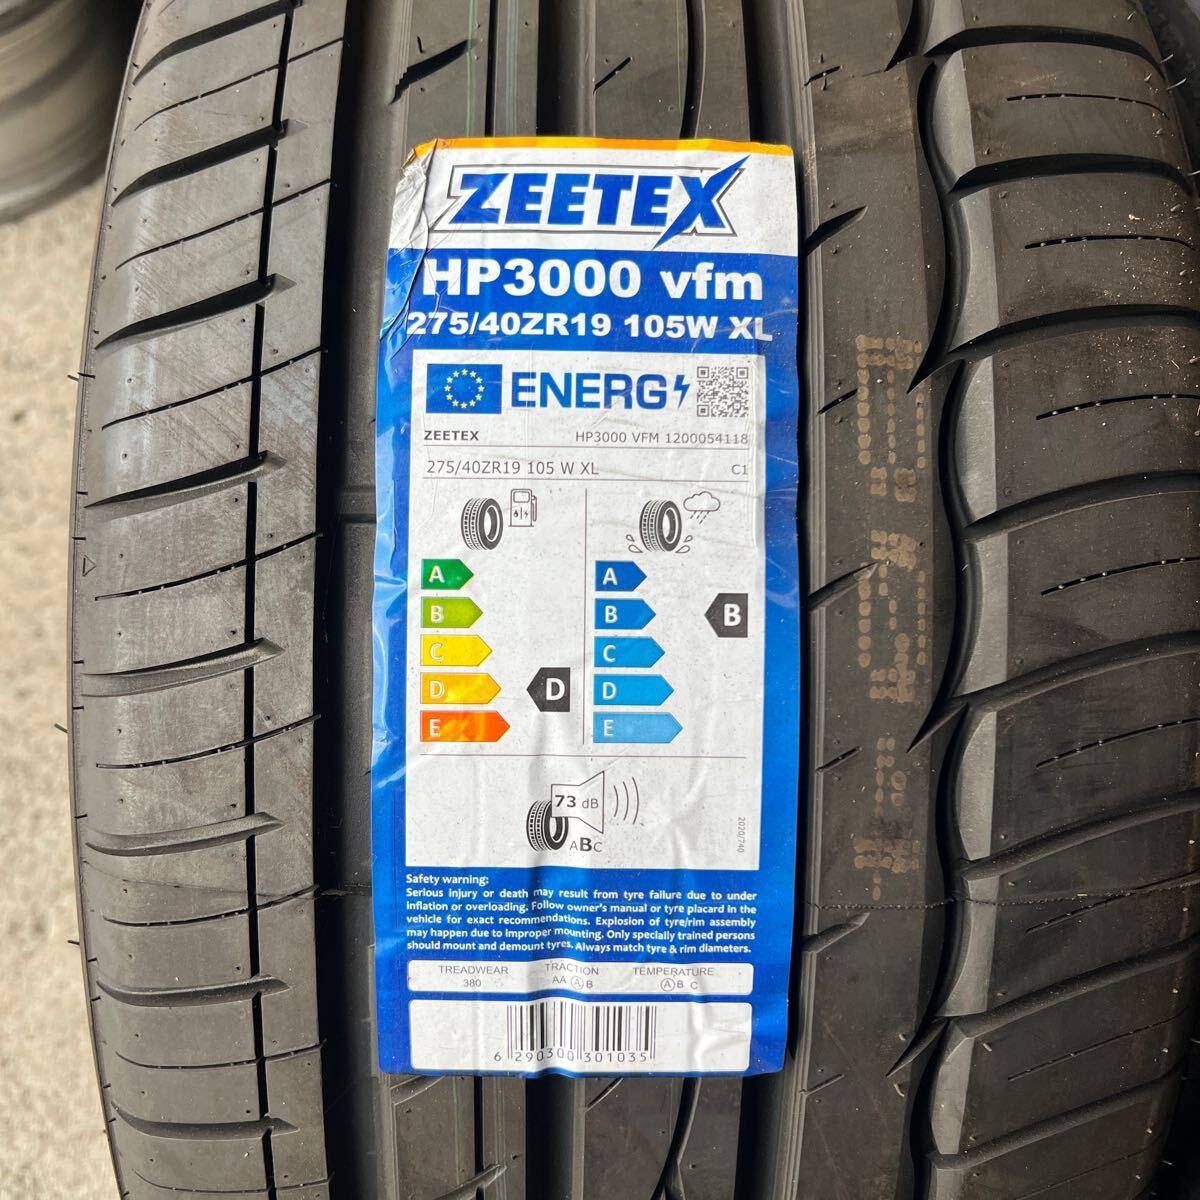 ZEETEX
HP3000 vfm
275/40ZR19 105W XL
ENERG
ZEETEX HP3000 VFM 1200054118
275/40ZR19 105 W XL C1
A A
B B B
C C
D D D
E E
73 dB
ABC
2020/740
Safety warning:
Serious injury or death may result from tyre failure due to under
inflation or overloading. Follow owner's manual or tyre placard in the
vehicle for exact recommendations. Explosion of tyre/rim assembly
may happen due to improper mounting. Only specially trained persons
should mount and demount tyres. Always match tyre & rim diameters.
TREADWEAR TRACTION TEMPERATURE
380 AA A B A B C
6 290300 301035